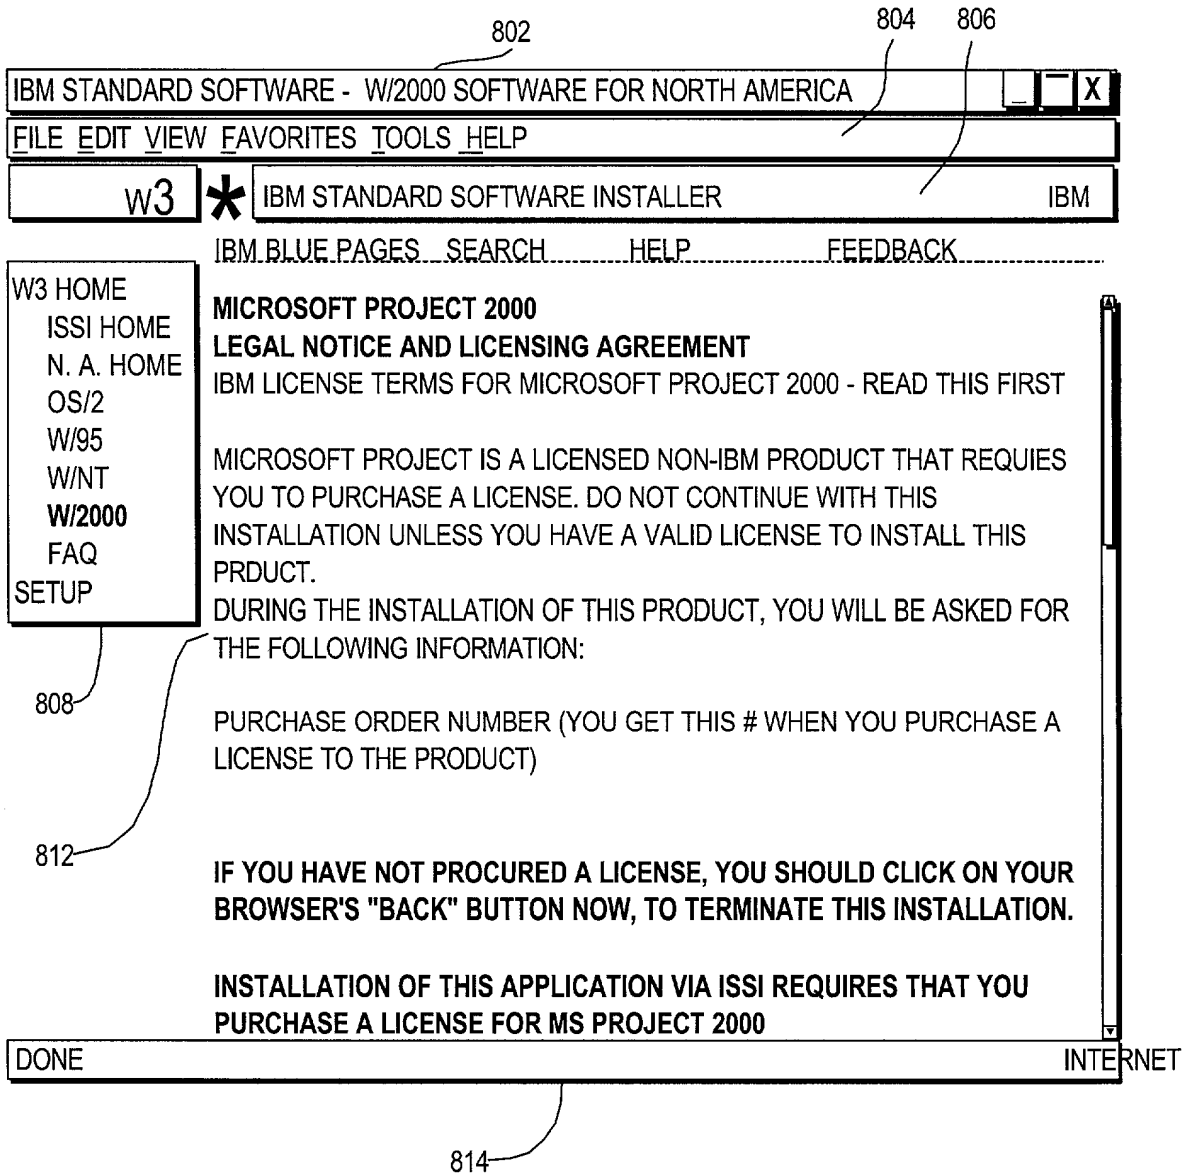 802
804 806
IBM STANDARD SOFTWARE - W/2000 SOFTWARE FOR NORTH AMERICA _ X
FILE EDIT VIEW FAVORITES TOOLS HELP
W3 * IBM STANDARD SOFTWARE INSTALLER IBM
IBM BLUE PAGES SEARCH HELP FEEDBACK
W3 HOME
ISSI HOME
N. A. HOME
OS/2
W/95
W/NT
W/2000
FAQ
SETUP
808
MICROSOFT PROJECT 2000
LEGAL NOTICE AND LICENSING AGREEMENT
IBM LICENSE TERMS FOR MICROSOFT PROJECT 2000 - READ THIS FIRST
MICROSOFT PROJECT IS A LICENSED NON-IBM PRODUCT THAT REQUIES
YOU TO PURCHASE A LICENSE. DO NOT CONTINUE WITH THIS
INSTALLATION UNLESS YOU HAVE A VALID LICENSE TO INSTALL THIS
PRDUCT.
DURING THE INSTALLATION OF THIS PRODUCT, YOU WILL BE ASKED FOR
THE FOLLOWING INFORMATION:
PURCHASE ORDER NUMBER (YOU GET THIS # WHEN YOU PURCHASE A
LICENSE TO THE PRODUCT)
812
IF YOU HAVE NOT PROCURED A LICENSE, YOU SHOULD CLICK ON YOUR
BROWSER'S "BACK" BUTTON NOW, TO TERMINATE THIS INSTALLATION.
INSTALLATION OF THIS APPLICATION VIA ISSI REQUIRES THAT YOU
PURCHASE A LICENSE FOR MS PROJECT 2000
DONE INTERNET
814